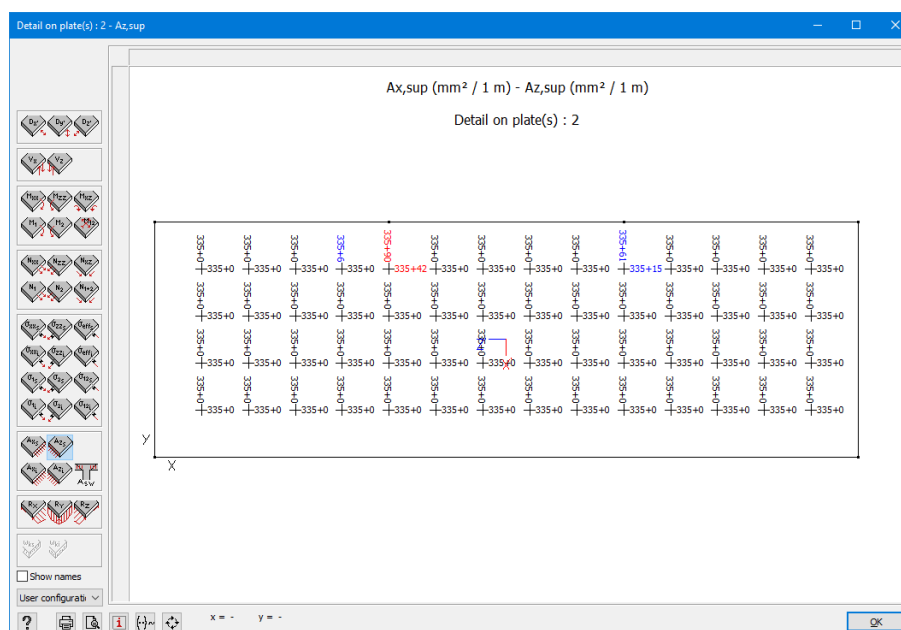 Detail on plate(s) : 2 - Az,sup
Ax,sup (mm² / 1 m) - Az,sup (mm² / 1 m)
Detail on plate(s) : 2
335+0 335+0 335+0 335+6 335+90 335+0 335+0 335+0 335+0 335+61 335+0 335+0 335+0 335+0
335+0 335+0 335+0 335+0 335+42 335+0 335+0 335+0 335+0 335+15 335+0 335+0 335+0 335+0
335+0 335+0 335+0 335+0 335+0 335+0 335+0 335+0 335+0 335+0 335+0 335+0 335+0 335+0
335+0 335+0 335+0 335+0 335+0 335+0 335+0 335+0 335+0 335+0 335+0 335+0 335+0 335+0
335+0 335+0 335+0 335+0 335+0 335+0 335+0 335+0 335+0 335+0 335+0 335+0 335+0
335+0 335+0 335+0 335+0 335+0 335+0 335+0 335+0 335+0 335+0 335+0 335+0 335+0
335+0 335+0 335+0 335+0 335+0 335+0 335+0 335+0 335+0 335+0 335+0 335+0 335+0 335+0
335+0 335+0 335+0 335+0 335+0 335+0 335+0 335+0 335+0 335+0 335+0 335+0 335+0 335+0
Y
X
Show names
User configurati
x = - y = -
OK